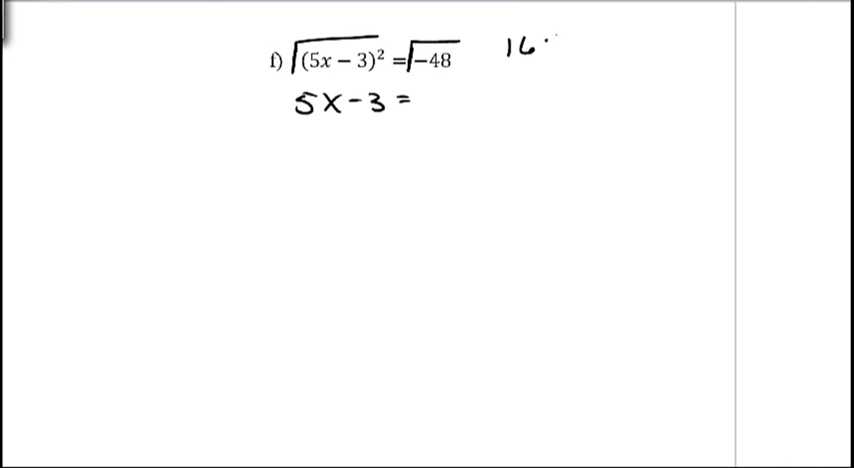 f) √(5x – 3)² = √–48 16·
5x – 3 =